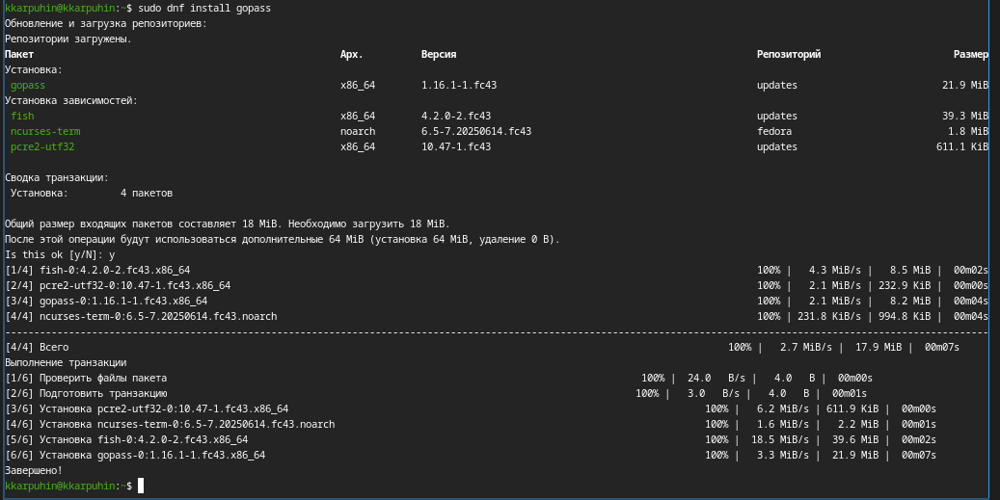 kkarpuhin@kkarpuhin:~$ sudo dnf install gopass
Обновление и загрузка репозиториев:
Репозитории загружены.
Пакет Арх. Версия Репозиторий Размер
Установка:
gopass x86_64 1.16.1-1.fc43 updates 21.9 MiB
Установка зависимостей:
fish x86_64 4.2.0-2.fc43 updates 39.3 MiB
ncurses-term noarch 6.5-7.20250614.fc43 fedora 1.8 MiB
pcre2-utf32 x86_64 10.47-1.fc43 updates 611.1 KiB
Сводка транзакции:
Установка: 4 пакетов
Общий размер входящих пакетов составляет 18 MiB. Необходимо загрузить 18 MiB.
После этой операции будут использоваться дополнительные 64 MiB (установка 64 MiB, удаление 0 B).
Is this ok [y/N]: y
[1/4] fish-0:4.2.0-2.fc43.x86_64 100% | 4.3 MiB/s | 8.5 MiB | 00m02s
[2/4] pcre2-utf32-0:10.47-1.fc43.x86_64 100% | 2.1 MiB/s | 232.9 KiB | 00m00s
[3/4] gopass-0:1.16.1-1.fc43.x86_64 100% | 2.1 MiB/s | 8.2 MiB | 00m04s
[4/4] ncurses-term-0:6.5-7.20250614.fc43.noarch 100% | 231.8 KiB/s | 994.8 KiB | 00m04s
--------------------------------------------------------------------------------
[4/4] Всего 100% | 2.7 MiB/s | 17.9 MiB | 00m07s
Выполнение транзакции
[1/6] Проверить файлы пакета 100% | 24.0 B/s | 4.0 B | 00m00s
[2/6] Подготовить транзакцию 100% | 3.0 B/s | 4.0 B | 00m01s
[3/6] Установка pcre2-utf32-0:10.47-1.fc43.x86_64 100% | 6.2 MiB/s | 611.9 KiB | 00m00s
[4/6] Установка ncurses-term-0:6.5-7.20250614.fc43.noarch 100% | 1.6 MiB/s | 2.2 MiB | 00m01s
[5/6] Установка fish-0:4.2.0-2.fc43.x86_64 100% | 18.5 MiB/s | 39.6 MiB | 00m02s
[6/6] Установка gopass-0:1.16.1-1.fc43.x86_64 100% | 3.3 MiB/s | 21.9 MiB | 00m07s
Завершено!
kkarpuhin@kkarpuhin:~$